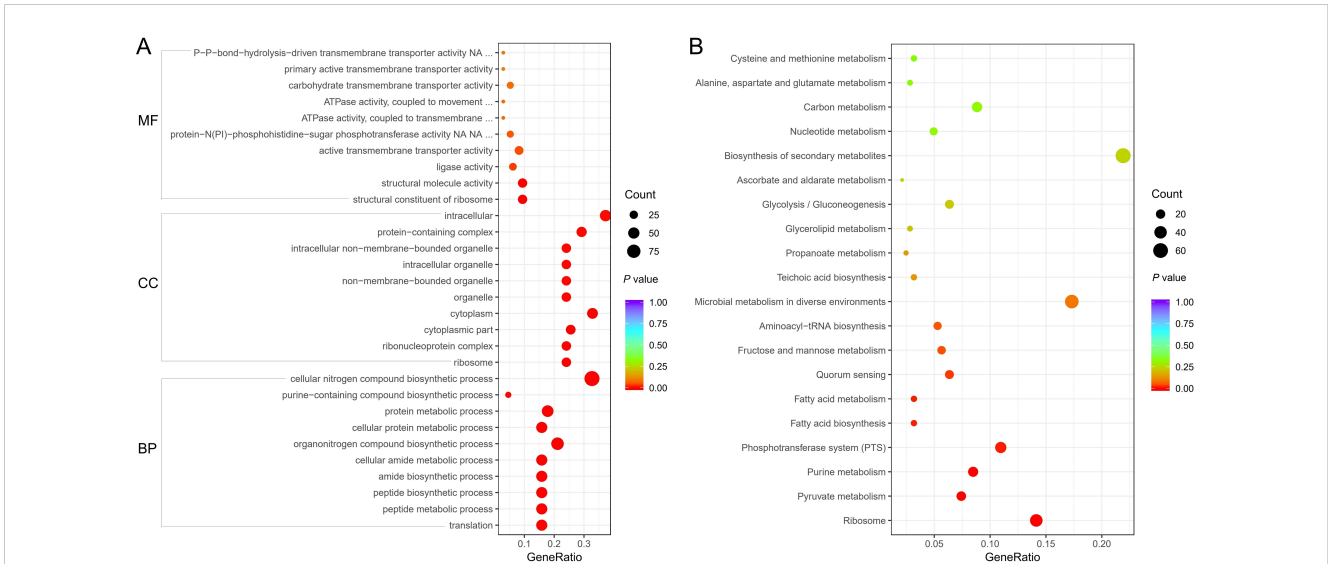 A
P−P−bond−hydrolysis−driven transmembrane transporter activity NA ...
primary active transmembrane transporter activity
carbohydrate transmembrane transporter activity
ATPase activity, coupled to movement ...
ATPase activity, coupled to transmembrane ...
protein−N(PI)−phosphohistidine−sugar phosphotransferase activity NA NA ...
active transmembrane transporter activity
ligase activity
structural molecule activity
structural constituent of ribosome
MF
intracellular
protein−containing complex
intracellular non−membrane−bounded organelle
intracellular organelle
non−membrane−bounded organelle
organelle
cytoplasm
cytoplasmic part
ribonucleoprotein complex
ribosome
CC
cellular nitrogen compound biosynthetic process
purine−containing compound biosynthetic process
protein metabolic process
cellular protein metabolic process
organonitrogen compound biosynthetic process
cellular amide metabolic process
amide biosynthetic process
peptide biosynthetic process
peptide metabolic process
translation
BP
0.1 0.2 0.3
GeneRatio
Count
25
50
75
P value
1.00
0.75
0.50
0.25
0.00
B
Cysteine and methionine metabolism
Alanine, aspartate and glutamate metabolism
Carbon metabolism
Nucleotide metabolism
Biosynthesis of secondary metabolites
Ascorbate and aldarate metabolism
Glycolysis / Gluconeogenesis
Glycerolipid metabolism
Propanoate metabolism
Teichoic acid biosynthesis
Microbial metabolism in diverse environments
Aminoacyl−tRNA biosynthesis
Fructose and mannose metabolism
Quorum sensing
Fatty acid metabolism
Fatty acid biosynthesis
Phosphotransferase system (PTS)
Purine metabolism
Pyruvate metabolism
Ribosome
0.05 0.10 0.15 0.20
GeneRatio
Count
20
40
60
P value
1.00
0.75
0.50
0.25
0.00